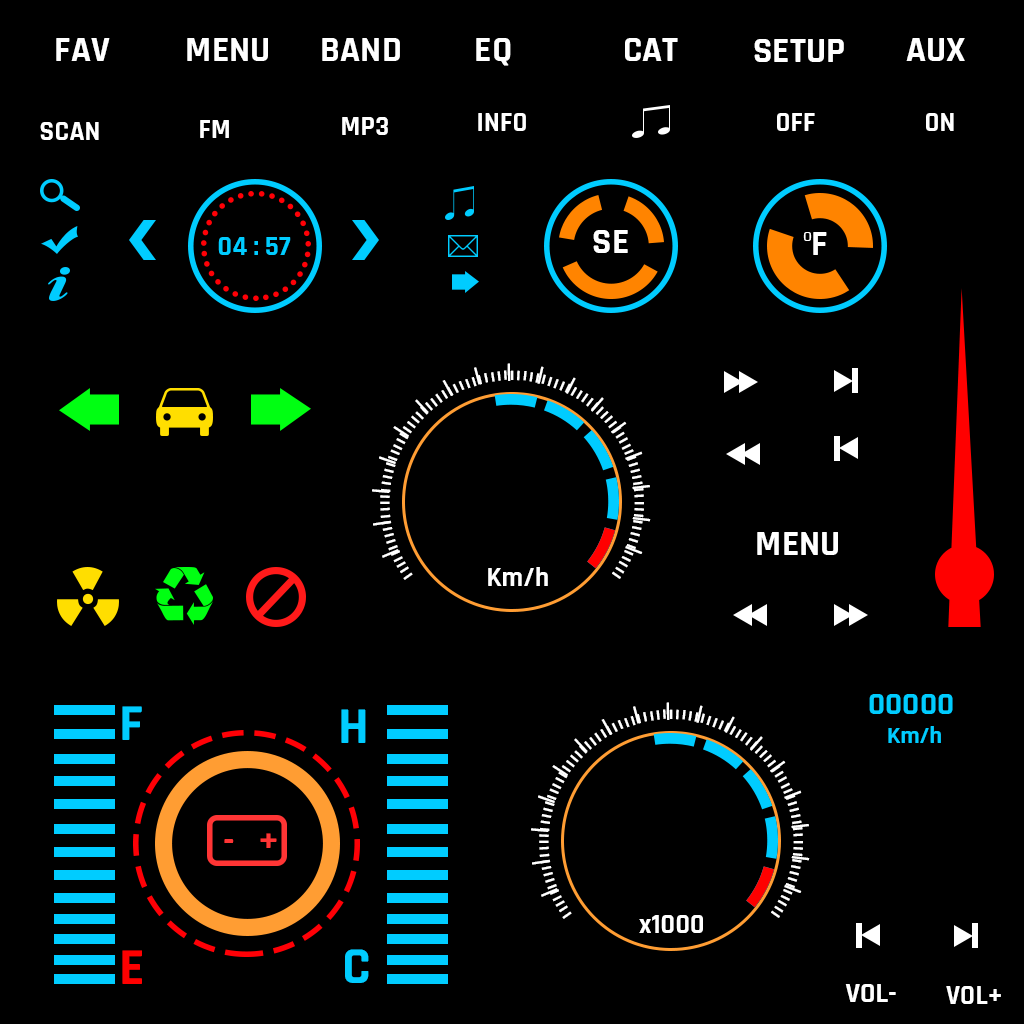 FAV MENU BAND EQ CAT SETUP AUX
SCAN FM MP3 INFO OFF ON
04:57
SE
ºF
Km/h
MENU
F H
00000
Km/h
- +
E C
x1000
VOL- VOL+